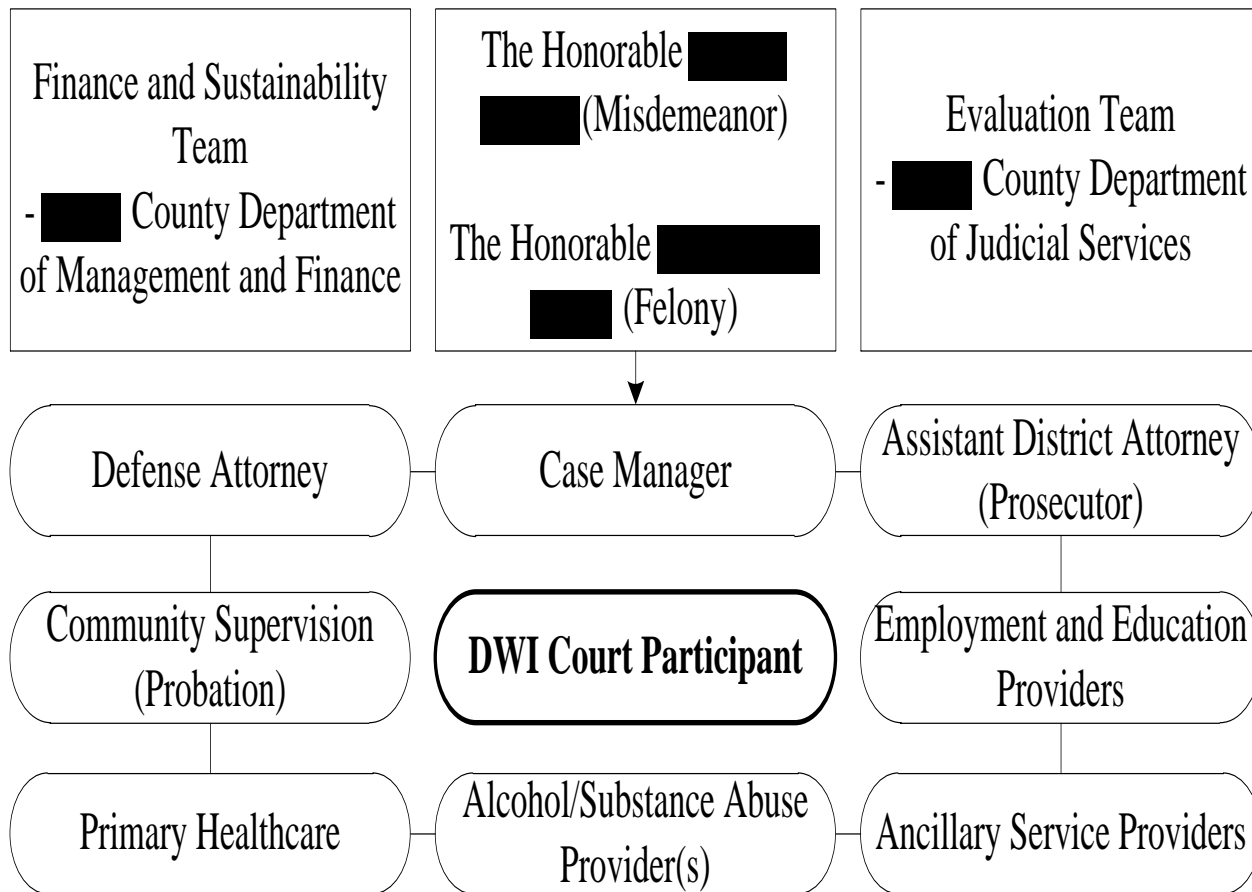 Finance and Sustainability
Team
- County Department
of Management and Finance
The Honorable
(Misdemeanor)
The Honorable
(Felony)
Evaluation Team
- County Department
of Judicial Services
Defense Attorney
Case Manager
Assistant District Attorney
(Prosecutor)
Community Supervision
(Probation)
DWI Court Participant
Employment and Education
Providers
Primary Healthcare
Alcohol/Substance Abuse
Provider(s)
Ancillary Service Providers